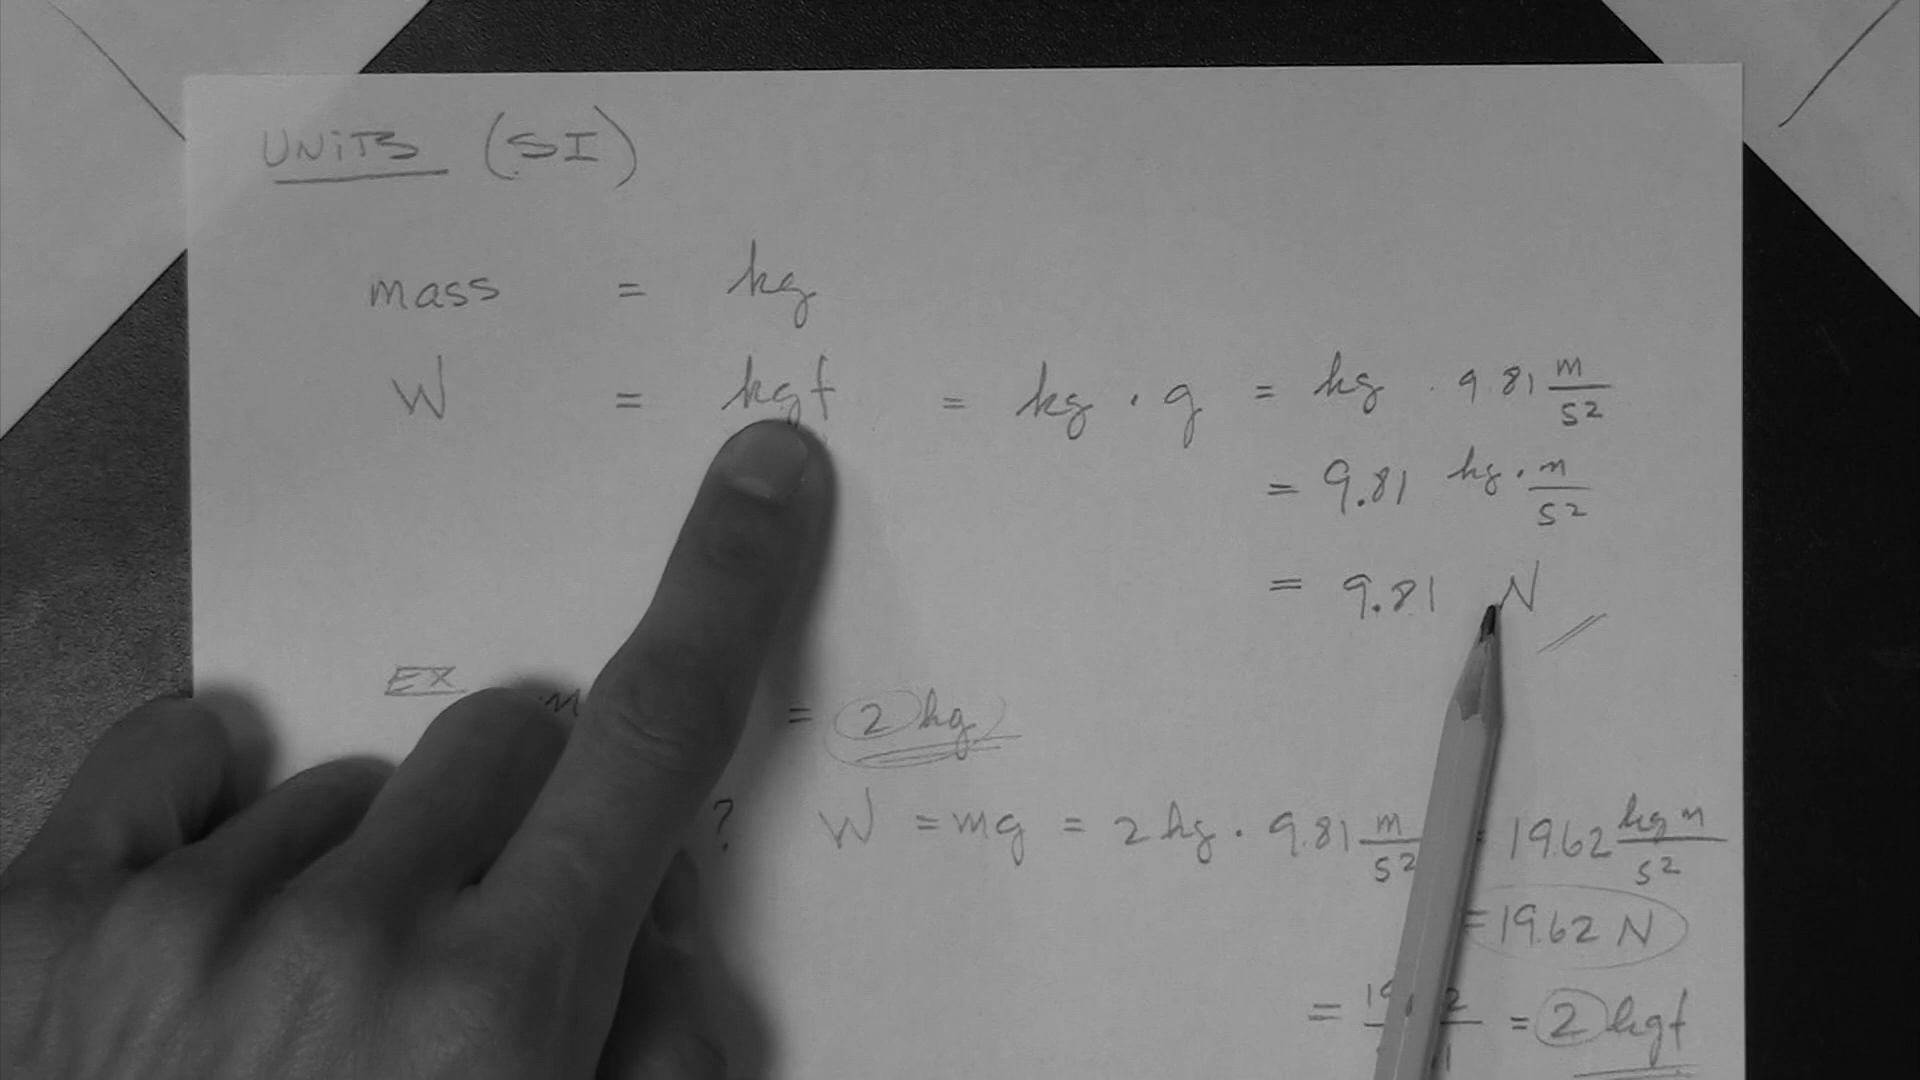 UNiTS (SI)
mass = kg
W = kgf = kg · g = kg · 9.81 m/s²
= 9.81 kg · m/s²
= 9.81 N
EX = 2 kg
? W = mg = 2 kg · 9.81 m/s² = 19.62 kg m/s²
= 19.62 N
= = 2 kgf